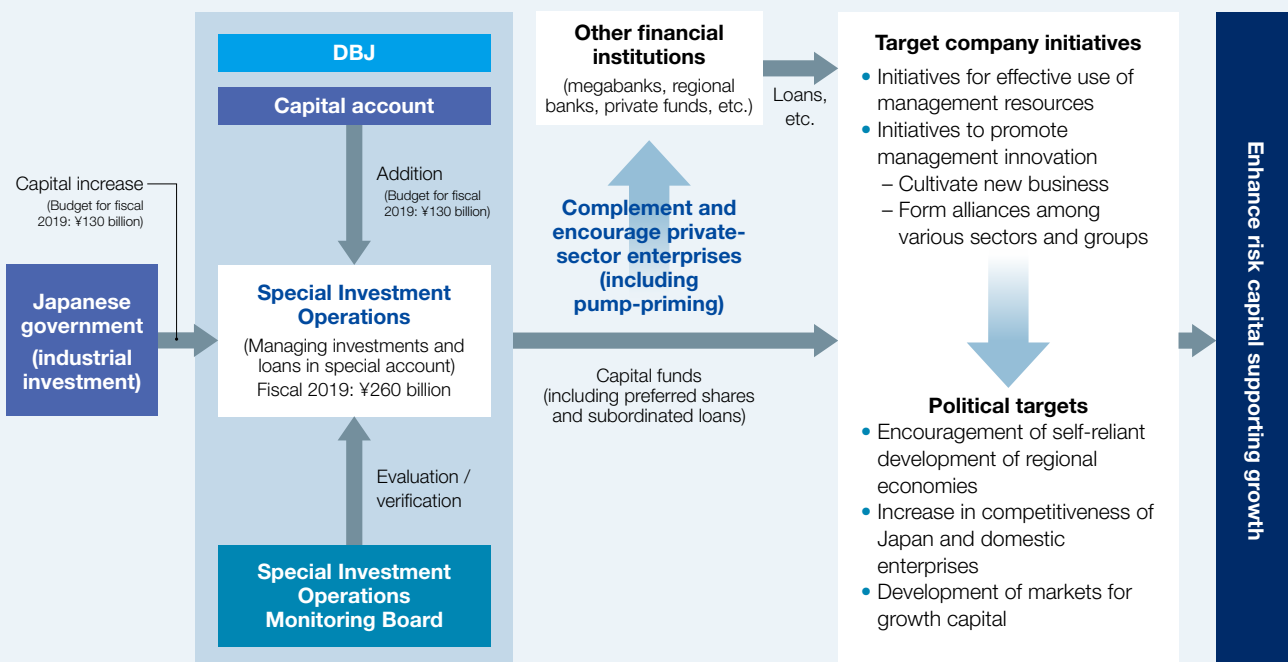 DBJ
Capital account
Addition
(Budget for fiscal
2019: ¥130 billion)
Capital increase
(Budget for fiscal
2019: ¥130 billion)
Japanese
government
(industrial
investment)
Special Investment
Operations
(Managing investments and
loans in special account)
Fiscal 2019: ¥260 billion
Evaluation /
verification
Special Investment
Operations
Monitoring Board
Other financial
institutions
(megabanks, regional
banks, private funds, etc.)
Loans,
etc.
Complement and
encourage private-
sector enterprises
(including
pump-priming)
Capital funds
(including preferred shares
and subordinated loans)
Target company initiatives
• Initiatives for effective use of
management resources
• Initiatives to promote
management innovation
– Cultivate new business
– Form alliances among
various sectors and groups
Political targets
• Encouragement of self-reliant
development of regional
economies
• Increase in competitiveness of
Japan and domestic
enterprises
• Development of markets for
growth capital
Enhance risk capital supporting growth